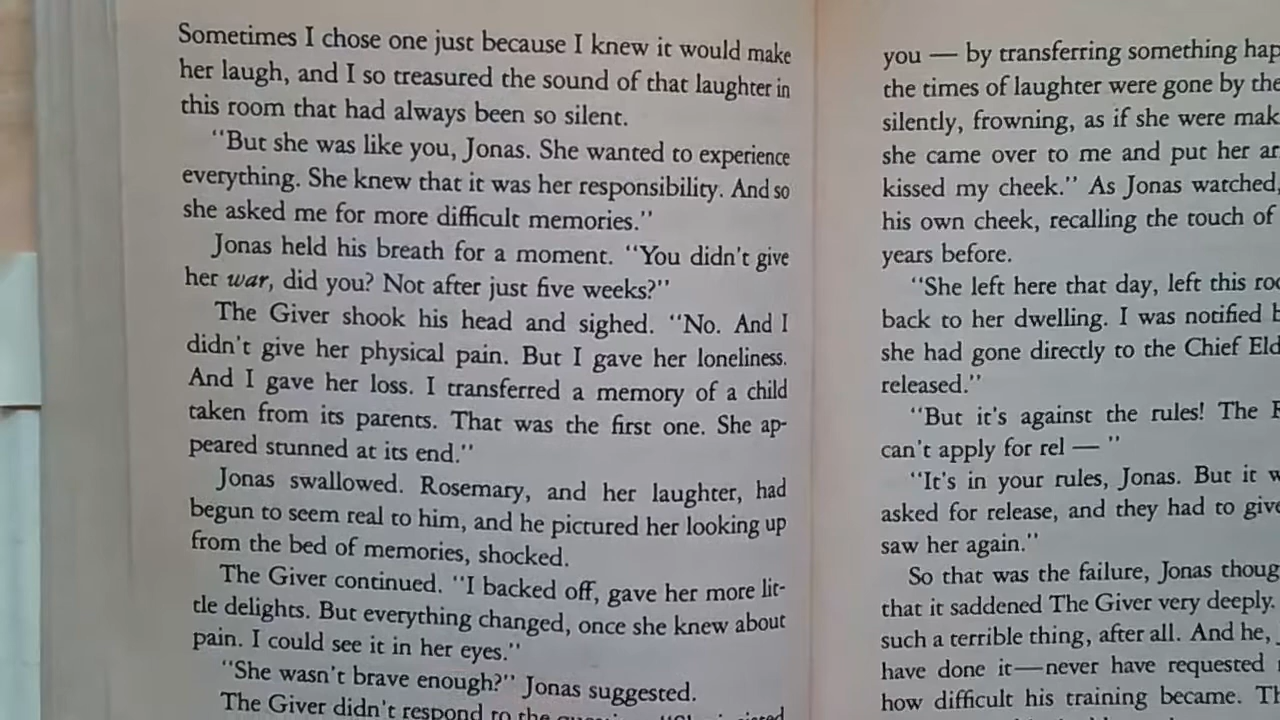 Sometimes I chose one just because I knew it would make
her laugh, and I so treasured the sound of that laughter in
this room that had always been so silent.
“But she was like you, Jonas. She wanted to experience
everything. She knew that it was her responsibility. And so
she asked me for more difficult memories.”
Jonas held his breath for a moment. “You didn't give
her war, did you? Not after just five weeks?”
The Giver shook his head and sighed. “No. And I
didn't give her physical pain. But I gave her loneliness.
And I gave her loss. I transferred a memory of a child
taken from its parents. That was the first one. She ap-
peared stunned at its end.”
Jonas swallowed. Rosemary, and her laughter, had
begun to seem real to him, and he pictured her looking up
from the bed of memories, shocked.
The Giver continued. “I backed off, gave her more lit-
tle delights. But everything changed, once she knew about
pain. I could see it in her eyes.”
“She wasn't brave enough?” Jonas suggested.
The Giver didn't respond to the
you — by transferring something
the times of laughter were gone by
silently, frowning, as if she were
she came over to me and put her
kissed my cheek.” As Jonas watched,
his own cheek, recalling the touch of
years before.
“She left here that day, left this
back to her dwelling. I was notified
she had gone directly to the Chief
released.”
“But it's against the rules! The
can't apply for rel — ”
“It's in your rules, Jonas. But it
asked for release, and they had to
saw her again.”
So that was the failure, Jonas
that it saddened The Giver very deeply.
such a terrible thing, after all. And he,
have done it—never have requested
how difficult his training became.